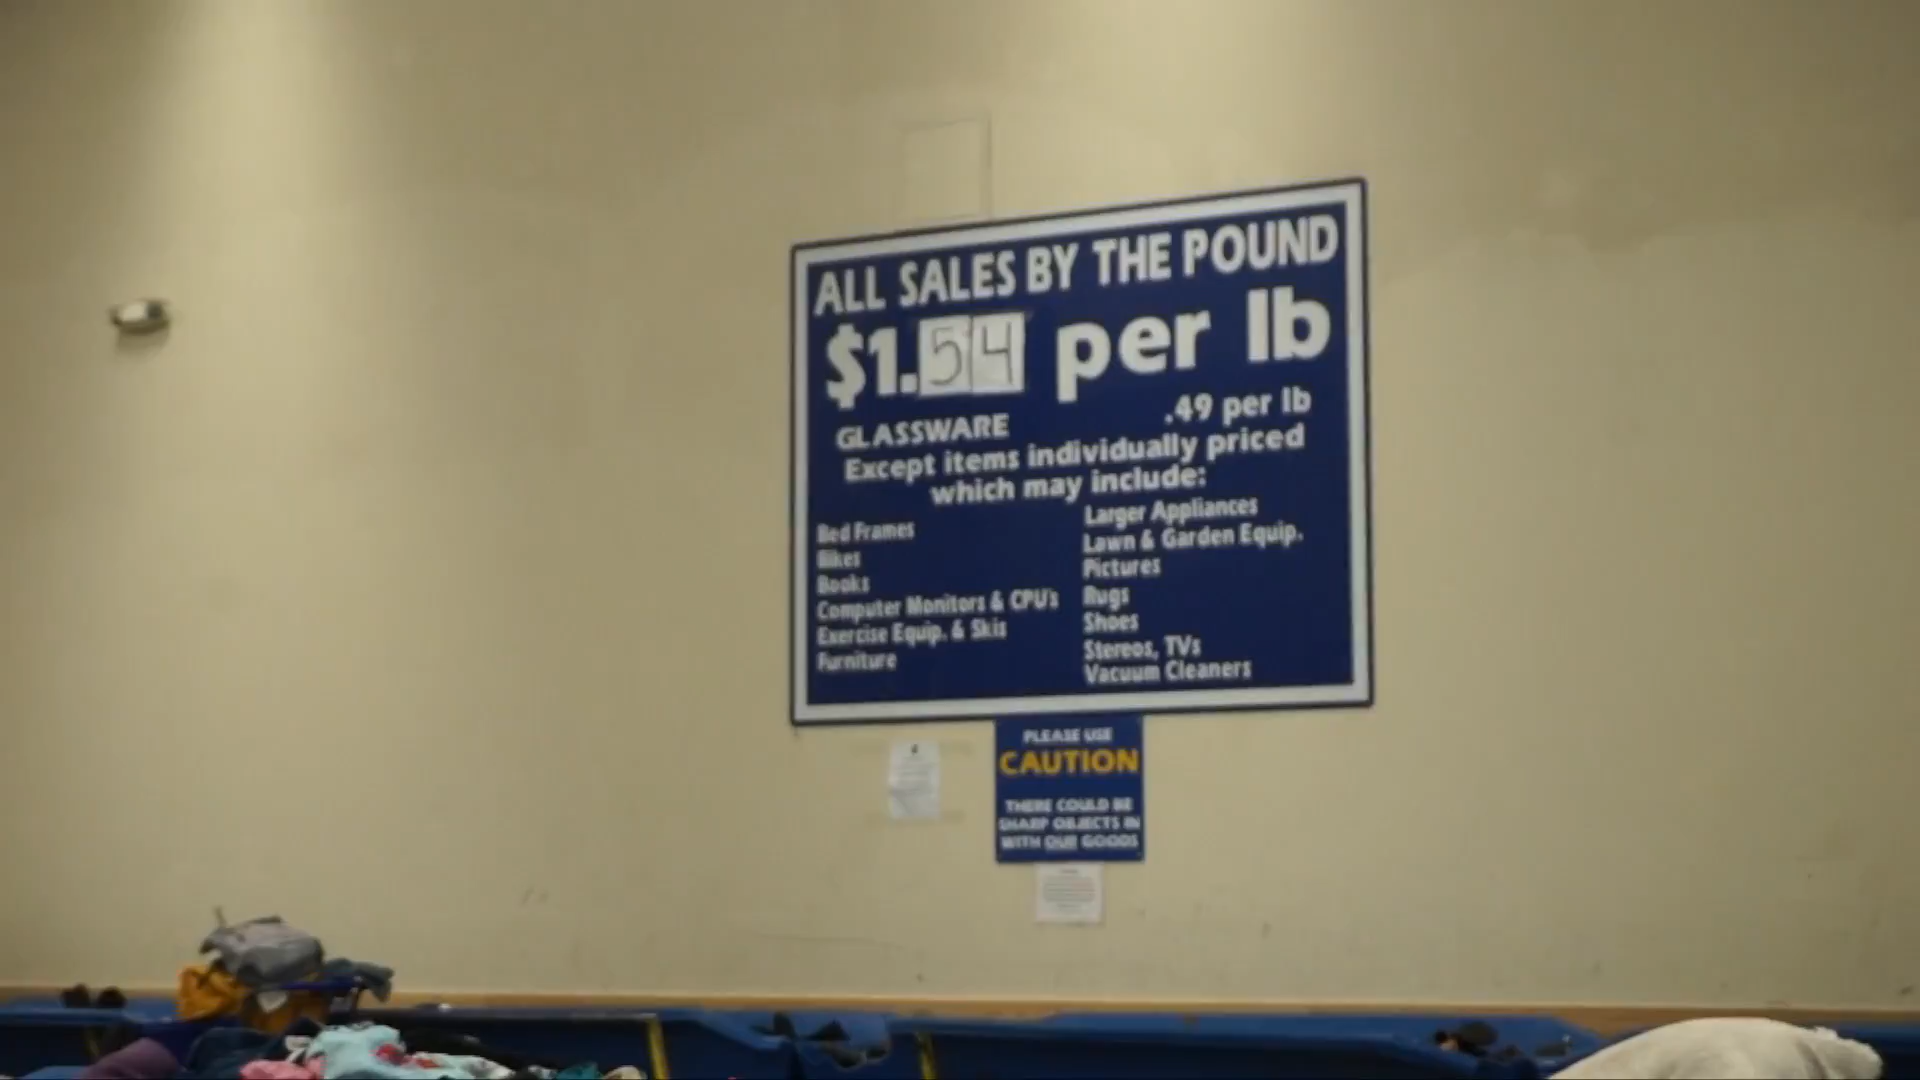 ALL SALES BY THE POUND
$1.54 per lb
GLASSWARE .49 per lb
Except items individually priced
which may include:
Bed Frames
Bikes
Books
Computer Monitors & CPU's
Exercise Equip. & Skis
Furniture
Larger Appliances
Lawn & Garden Equip.
Pictures
Rugs
Shoes
Stereos, TVs
Vacuum Cleaners
PLEASE USE
CAUTION
THERE COULD BE
SHARP OBJECTS IN
WITH OUR GOODS